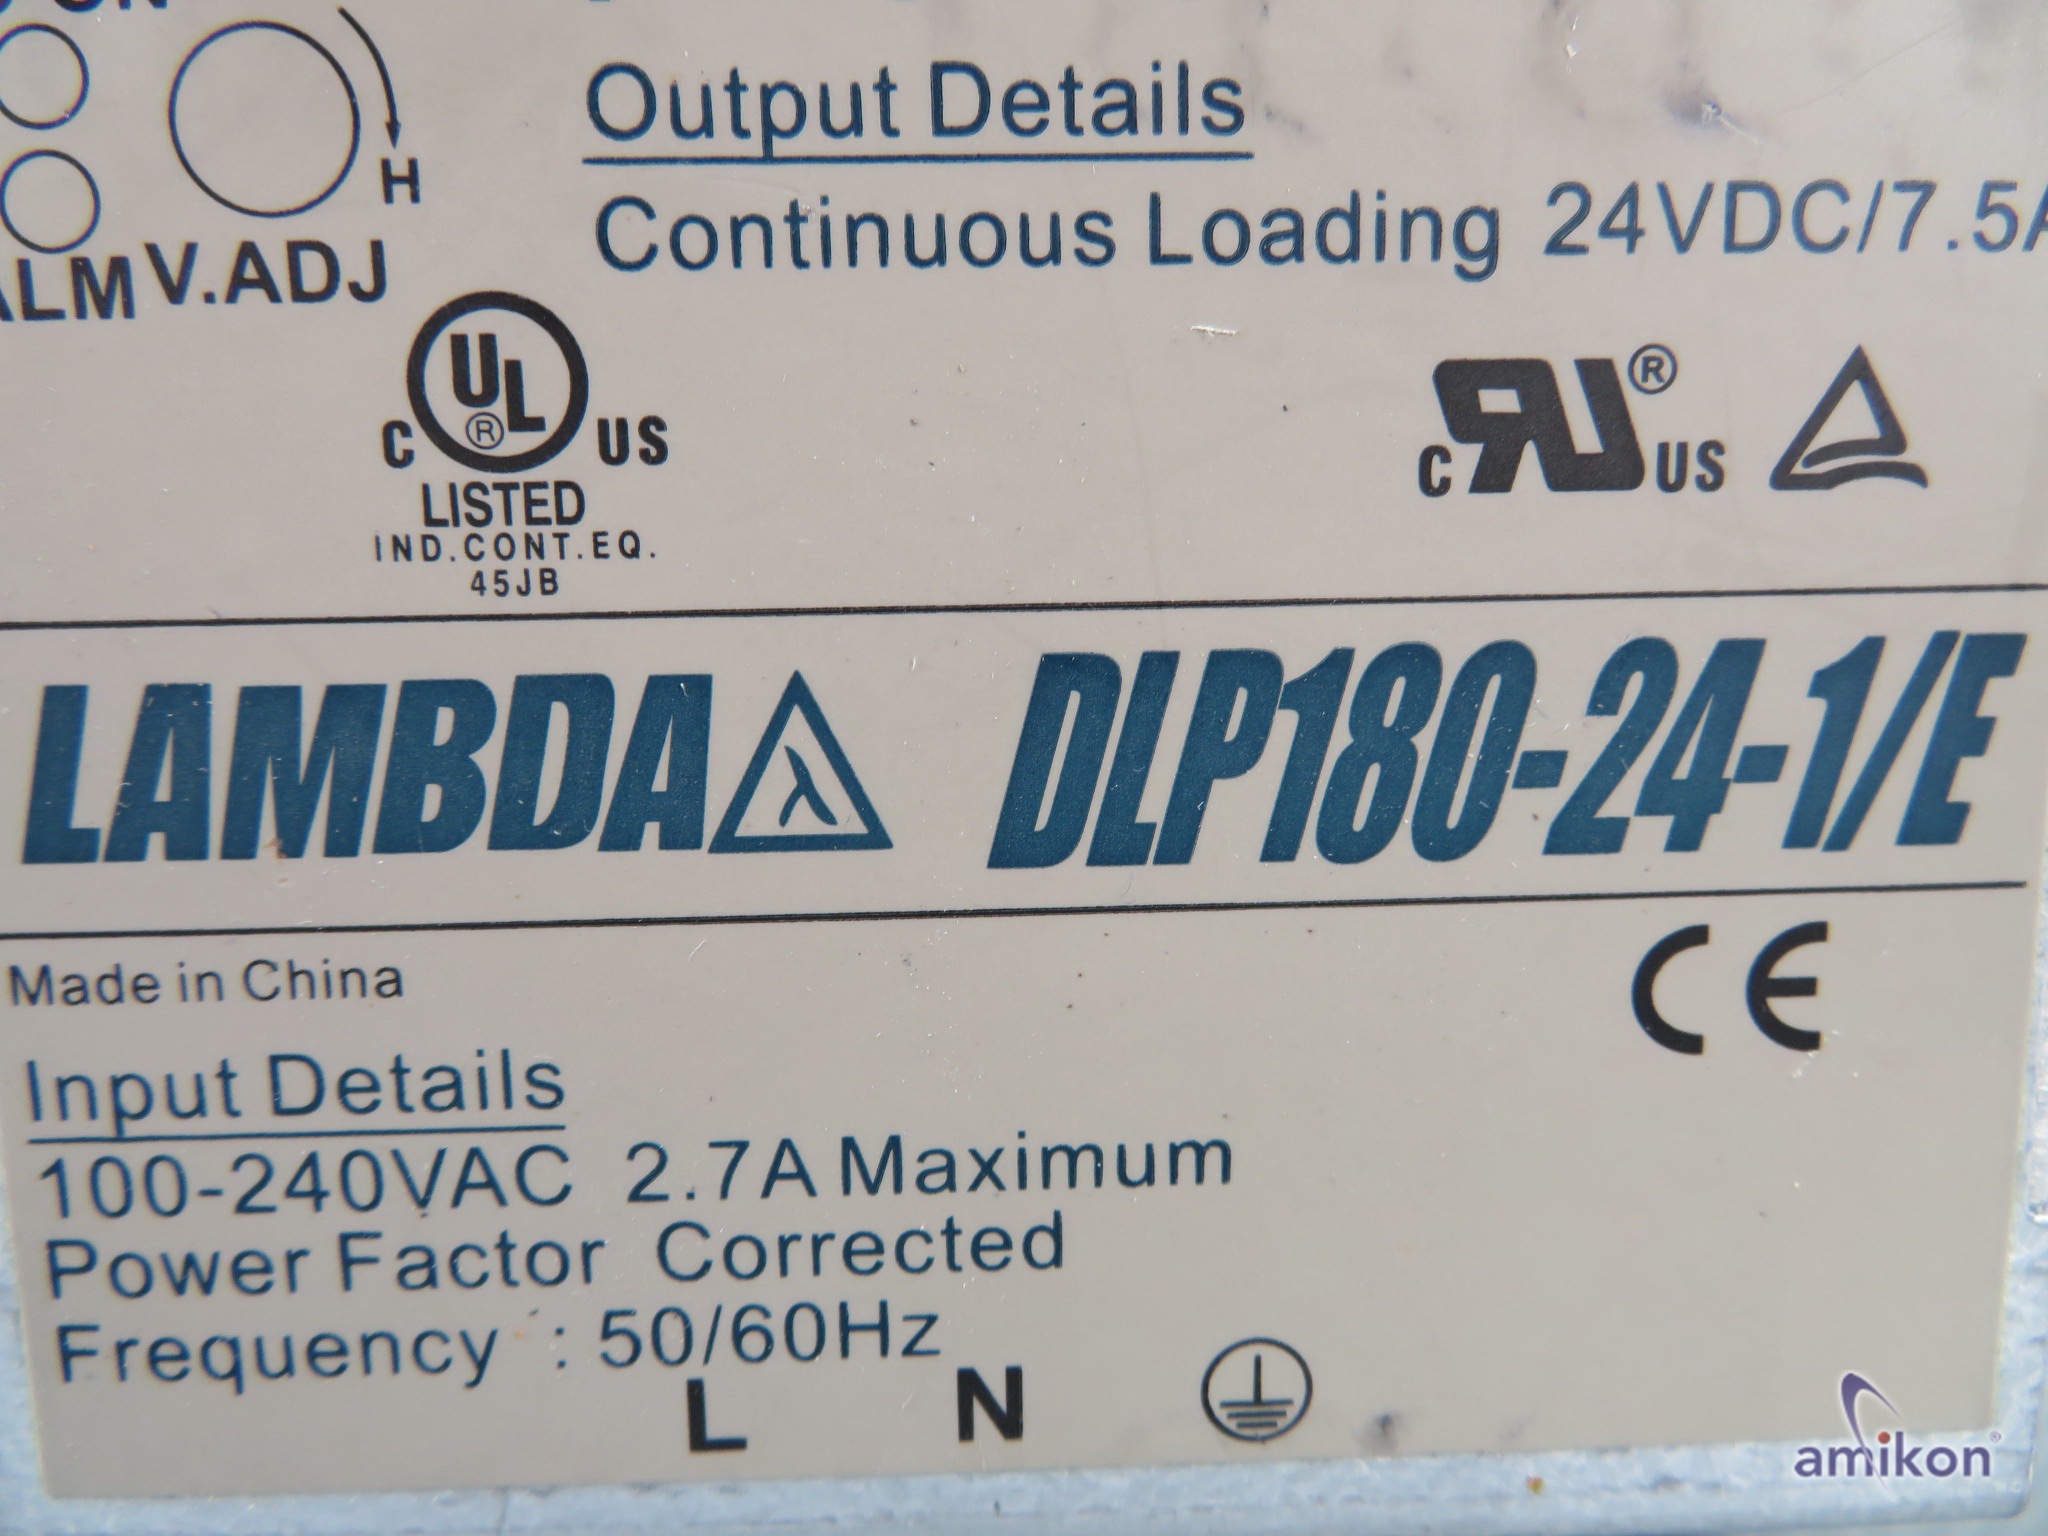 Output Details
H
Continuous Loading 24VDC/7.5A
ALM V.ADJ
UL®
C US
LISTED
IND.CONT.EQ.
45JB
RU®
C US
LAMBDA λ DLP180-24-1/E
Made in China
CE
Input Details
100-240VAC 2.7A Maximum
Power Factor Corrected
Frequency : 50/60Hz
L N
amikon®